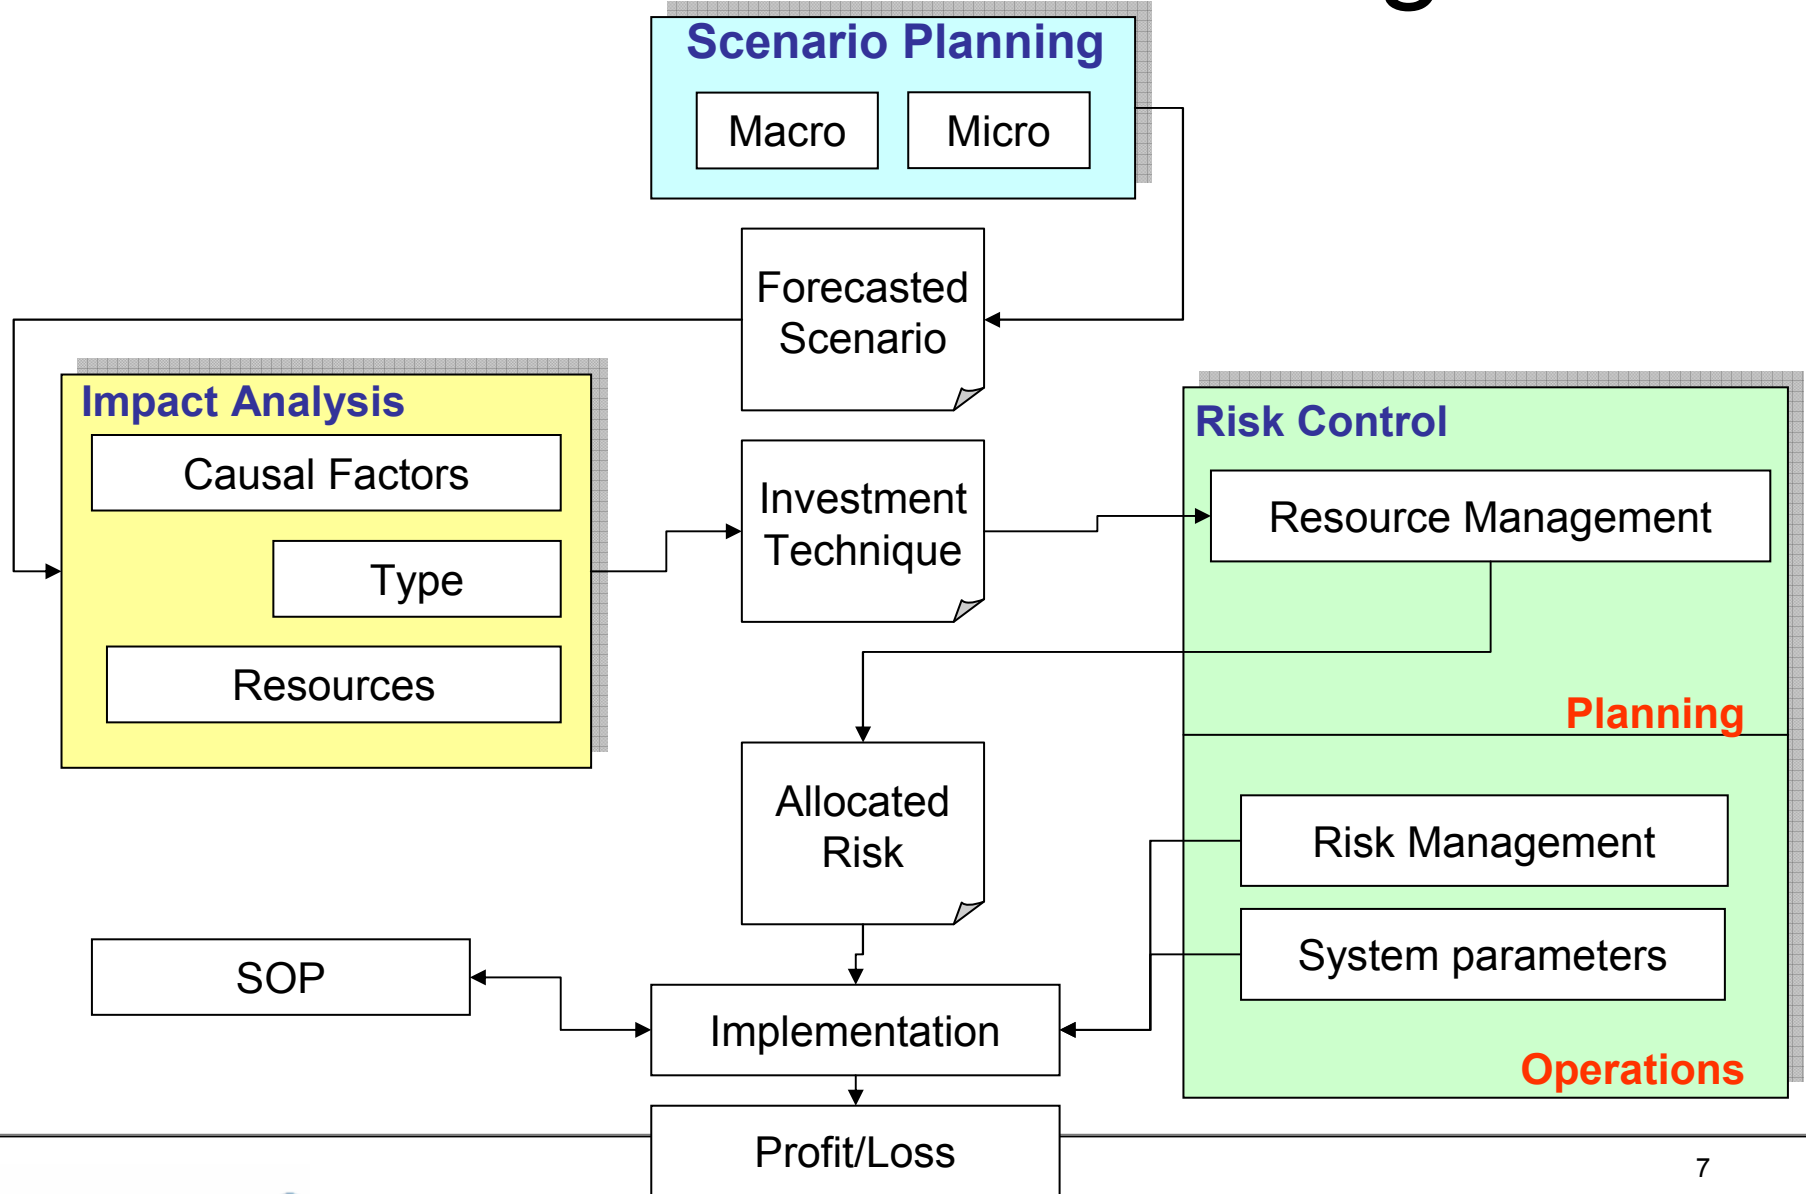 Scenario Planning
Macro
Micro
Forecasted
Scenario
Impact Analysis
Causal Factors
Type
Resources
Investment
Technique
Risk Control
Resource Management
Planning
Allocated
Risk
Risk Management
System parameters
Operations
SOP
Implementation
Profit/Loss
7